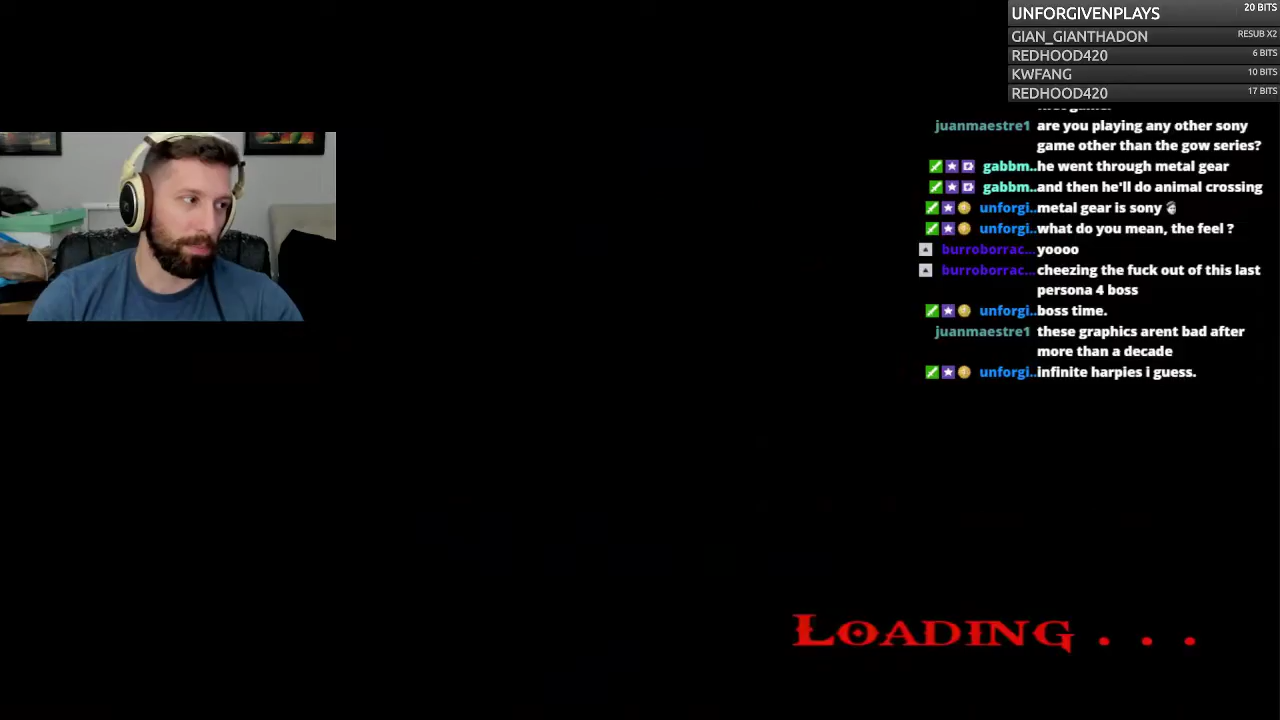 UNFORGIVENPLAYS 20 BITS
GIAN_GIANTHADON RESUB X2
REDHOOD420 6 BITS
KWFANG 10 BITS
REDHOOD420 17 BITS
juanmaestre1 are you playing any other sony
game other than the gow series?
gabbm.. he went through metal gear
gabbm.. and then he'll do animal crossing
unforgi.. metal gear is sony
unforgi.. what do you mean, the feel ?
burroborrac... yoooo
burroborrac... cheezing the fuck out of this last
persona 4 boss
unforgi.. boss time.
juanmaestre1 these graphics arent bad after
more than a decade
unforgi.. infinite harpies i guess.
LOADING . . .